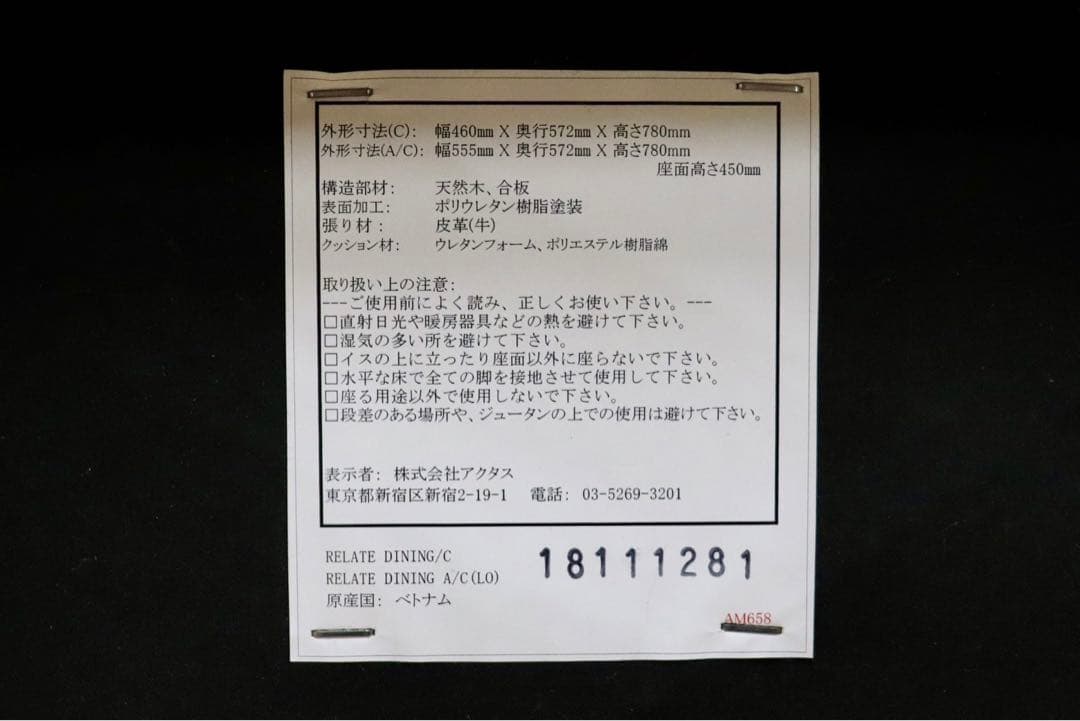 外形寸法(C): 幅460mm X 奥行572mm X 高さ780mm
外形寸法(A/C): 幅555mm X 奥行572mm X 高さ780mm
座面高さ450mm
構造部材: 天然木、合板
表面加工: ポリウレタン樹脂塗装
張り材: 皮革(牛)
クッション材: ウレタンフォーム、ポリエステル樹脂綿
取り扱い上の注意:
---ご使用前によく読み、正しくお使い下さい。---
□直射日光や暖房器具などの熱を避けて下さい。
□湿気の多い所を避けて下さい。
□イスの上に立ったり座面以外に座らないで下さい。
□水平な床で全ての脚を接地させて使用して下さい。
□座る用途以外で使用しないで下さい。
□段差のある場所や、ジュータンの上での使用は避けて下さい。
表示者: 株式会社アクタス
東京都新宿区新宿2-19-1 電話: 03-5269-3201
RELATE DINING/C
RELATE DINING A/C(LO)
18111281
原産国: ベトナム
AM658